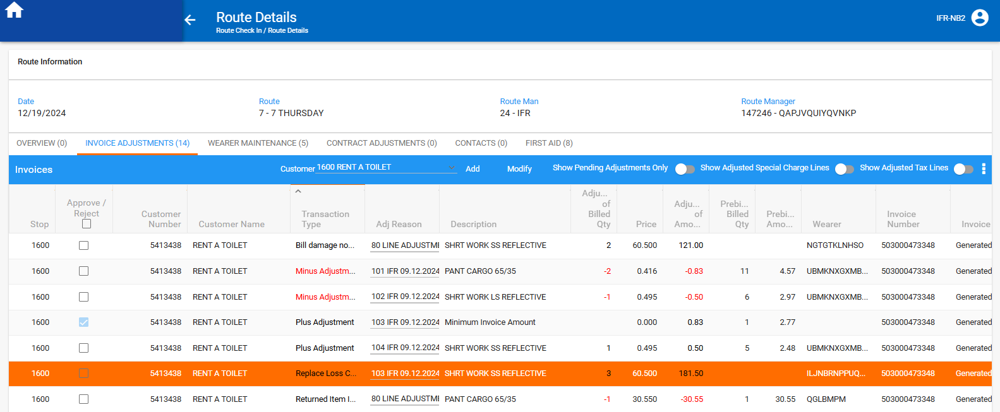 Route Details
Route Check In / Route Details
IFR-NB2
Route Information
Date
12/19/2024
Route
7 - 7 THURSDAY
Route Man
24 - IFR
Route Manager
147246 - QAPJVQUIYQVNKP
OVERVIEW (0) INVOICE ADJUSTMENTS (14) WEARER MAINTENANCE (5) CONTRACT ADJUSTMENTS (0) CONTACTS (0) FIRST AID (8)
Invoices Customer 1600 RENT A TOILET Add Modify Show Pending Adjustments Only Show Adjusted Special Charge Lines Show Adjusted Tax Lines
Stop
Approve /
Reject
Customer
Number
Customer Name
Transaction
Type
Adj Reason
Description
Adju...
of
Billed
Qty
Price
Adju...
of
Amo...
Prebi...
Billed
Qty
Prebi...
Amo...
Wearer
Invoice
Number
Invoice
1600 5413438 RENT A TOILET Bill damage no... 80 LINE ADJUSTME SHRT WORK SS REFLECTIVE 2 60.500 121.00 NGTGTKLNHSO 503000473348 Generated
1600 5413438 RENT A TOILET Minus Adjustm... 101 IFR 09.12.2024 PANT CARGO 65/35 -2 0.416 -0.83 11 4.57 UBMKNXGXMB... 503000473348 Generated
1600 5413438 RENT A TOILET Minus Adjustm... 102 IFR 09.12.2024 SHRT WORK LS REFLECTIVE -1 0.495 -0.50 6 2.97 UBMKNXGXMB... 503000473348 Generated
1600 5413438 RENT A TOILET Plus Adjustment 103 IFR 09.12.2024 Minimum Invoice Amount 0.000 0.83 1 2.77 503000473348 Generated
1600 5413438 RENT A TOILET Plus Adjustment 104 IFR 09.12.2024 SHRT WORK SS REFLECTIVE 1 0.495 0.50 5 2.48 UBMKNXGXMB... 503000473348 Generated
1600 5413438 RENT A TOILET Replace Loss C... 103 IFR 09.12.2024 SHRT WORK SS REFLECTIVE 3 60.500 181.50 ILJNBRNPPUQ... 503000473348 Generated
1600 5413438 RENT A TOILET Returned Item I... 80 LINE ADJUSTME PANT CARGO 65/35 -1 30.550 -30.55 1 30.55 QGLBMPM 503000473348 Generated